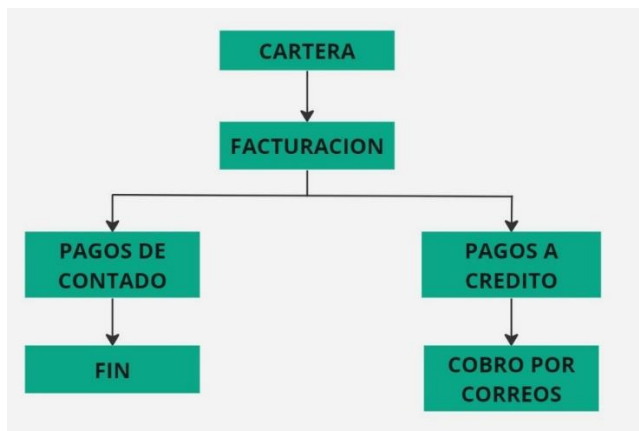 CARTERA
FACTURACION
PAGOS DE
CONTADO
PAGOS A
CREDITO
FIN
COBRO POR
CORREOS